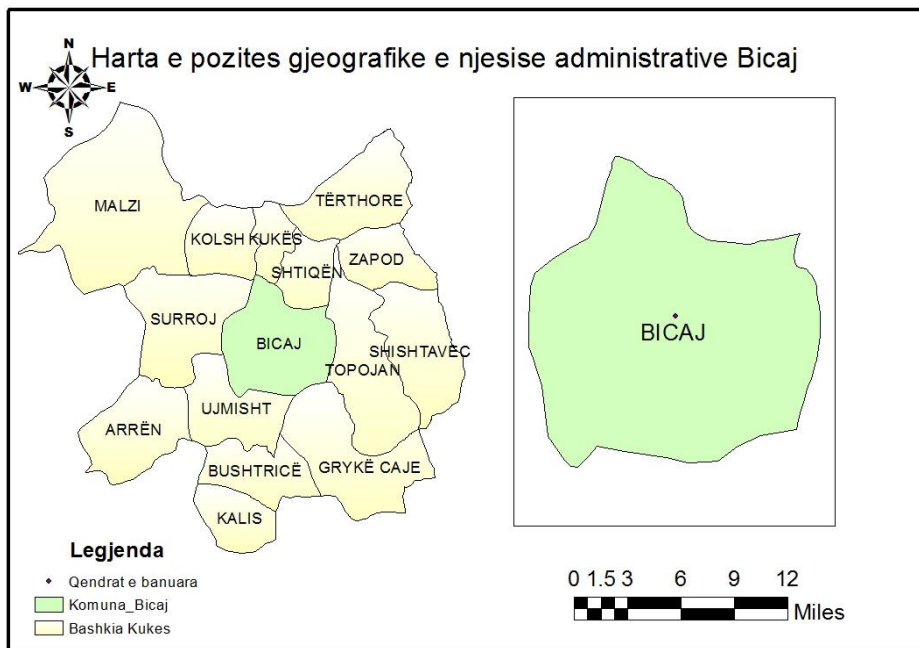 N
W E
S
Harta e pozites gjeografike e njesise administrative Bicaj
MALZI
TËRTHORE
KOLSH KUKËS
SHTIQËN
ZAPOD
SURROJ
BICAJ
SHISHTAVËC
TOPOJAN
ARRËN
UJMISHT
BUSHTRICË
GRYKË CAJE
KALIS
BICAJ
Legjenda
Qendrat e banuara
Komuna_Bicaj
Bashkia Kukes
0 1.5 3 6 9 12
Miles